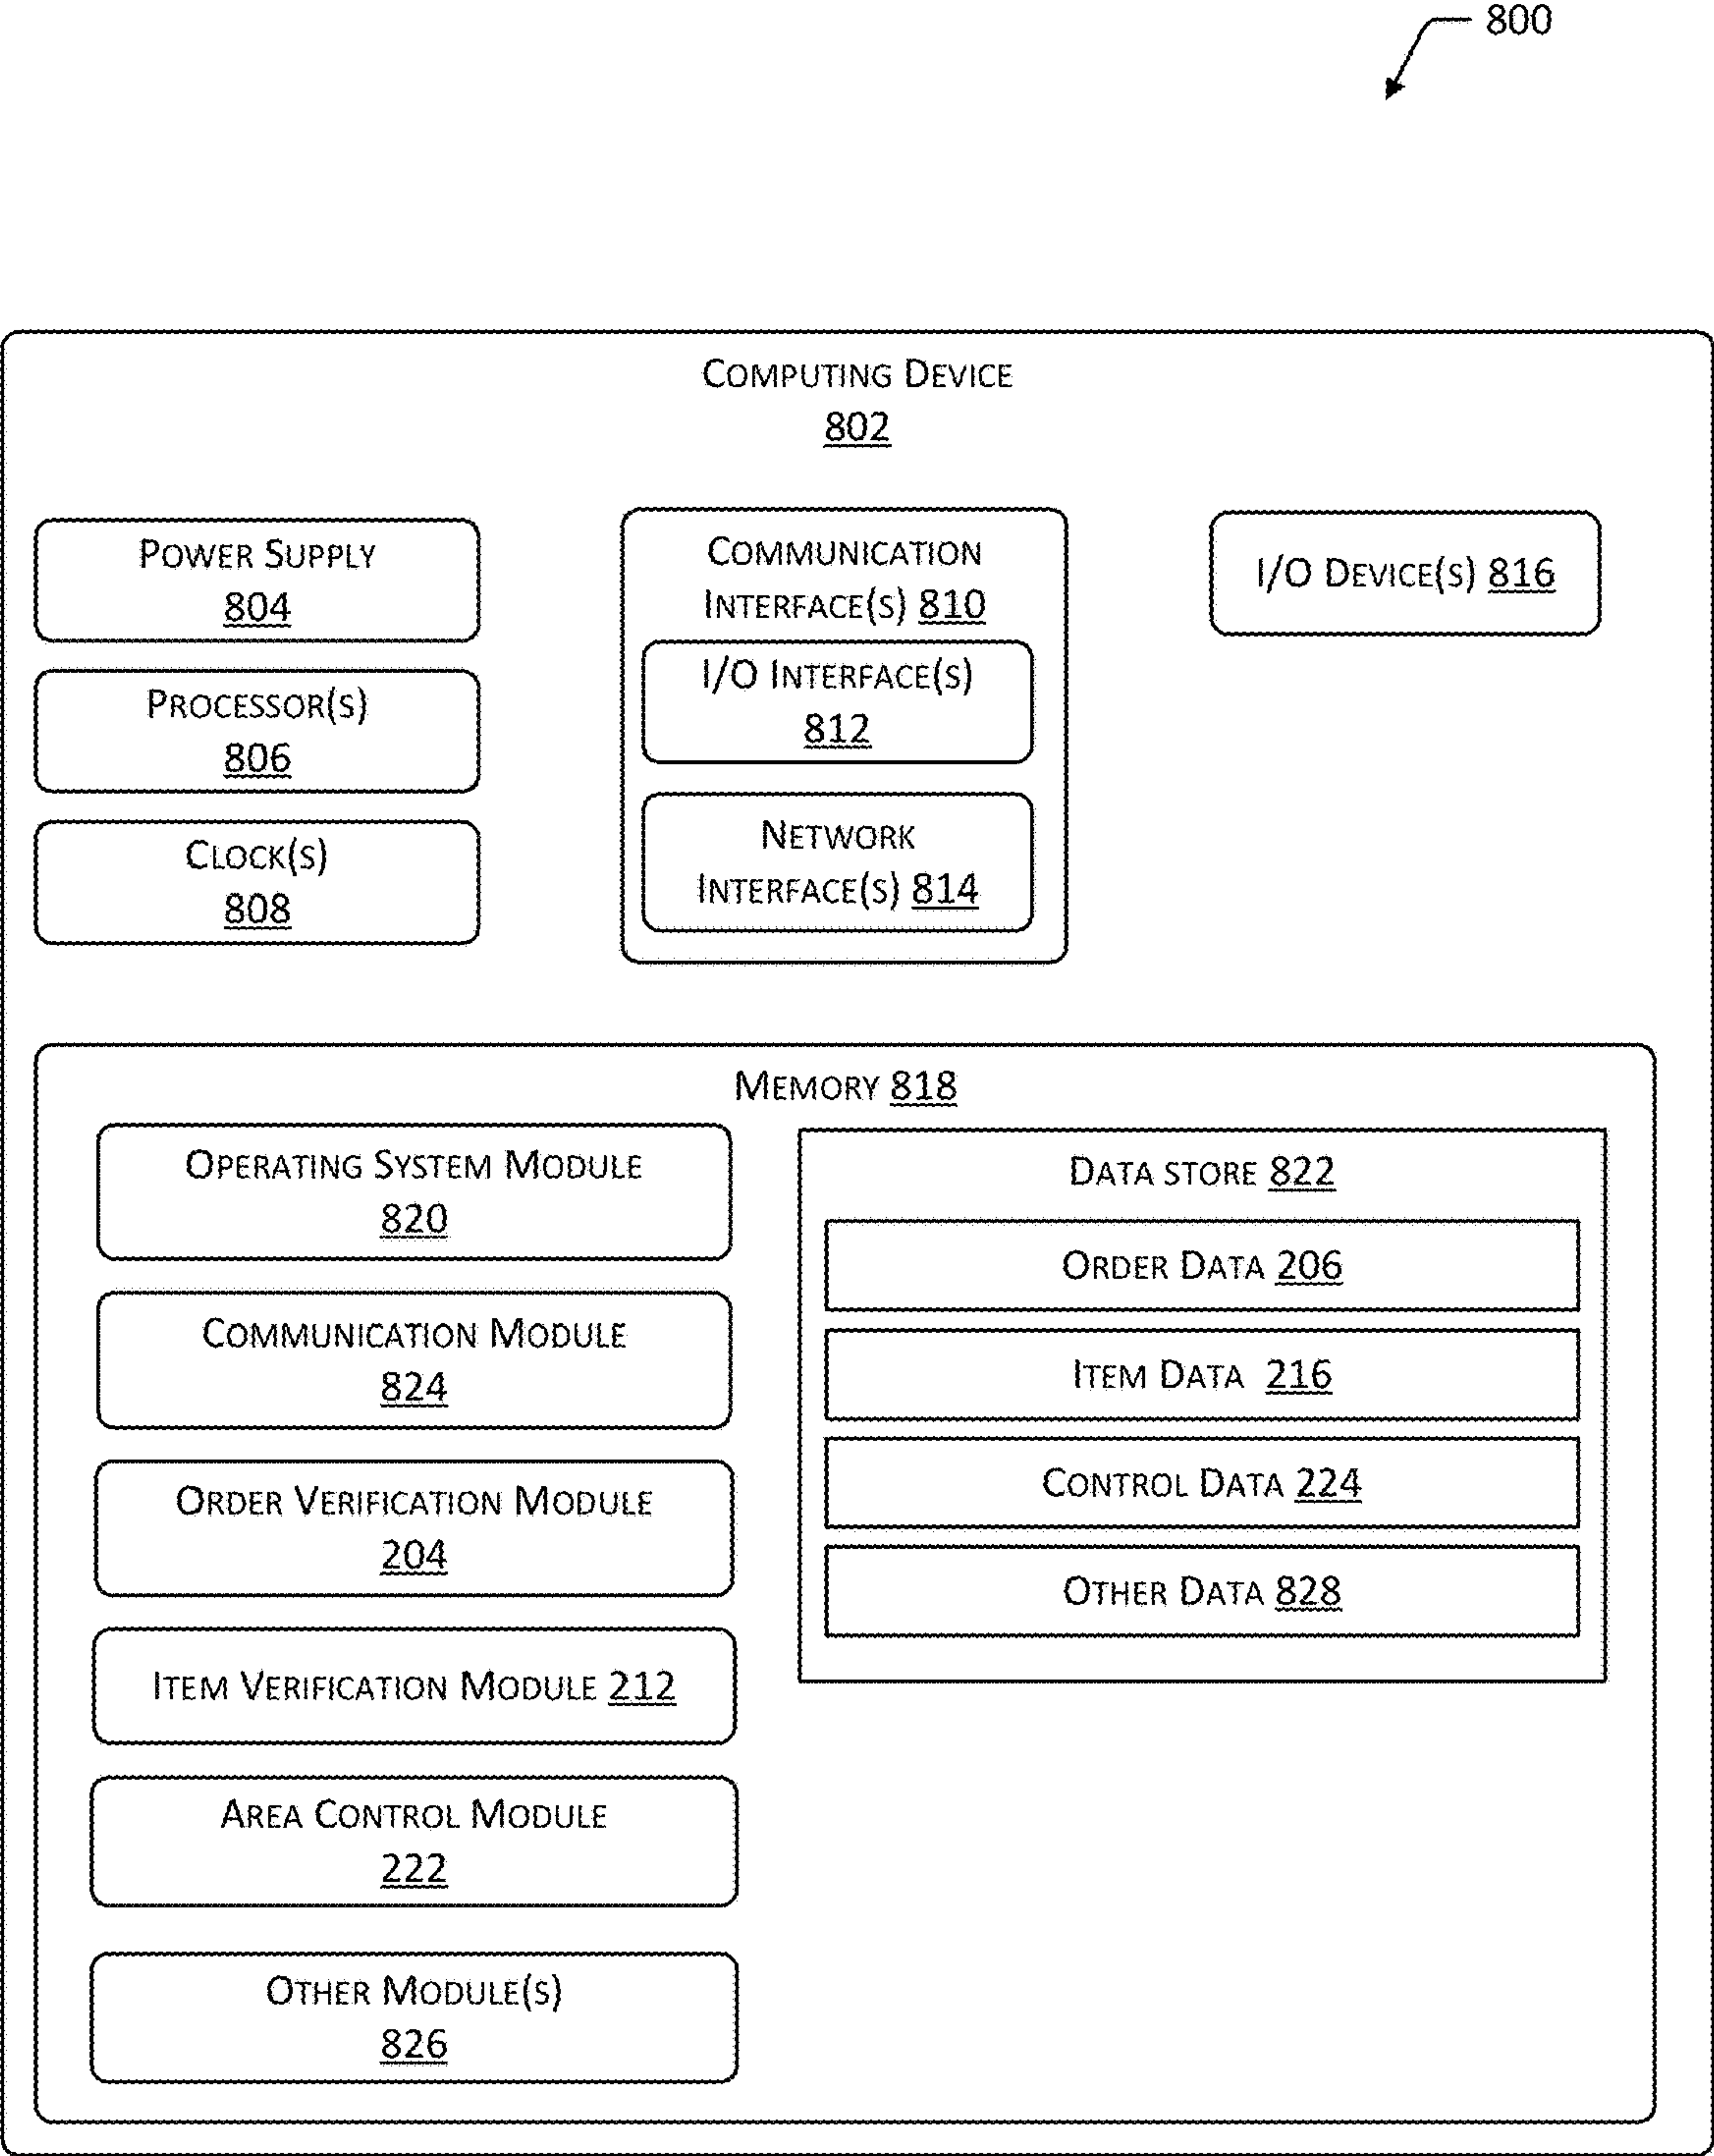 800
Computing Device
802
Power Supply
804
Processor(s)
806
Clock(s)
808
Communication
Interface(s) 810
I/O Interface(s)
812
Network
Interface(s) 814
I/O Device(s) 816
Memory 818
Operating System Module
820
Communication Module
824
Order Verification Module
204
Item Verification Module 212
Area Control Module
222
Other Module(s)
826
Data store 822
Order Data 206
Item Data 216
Control Data 224
Other Data 828